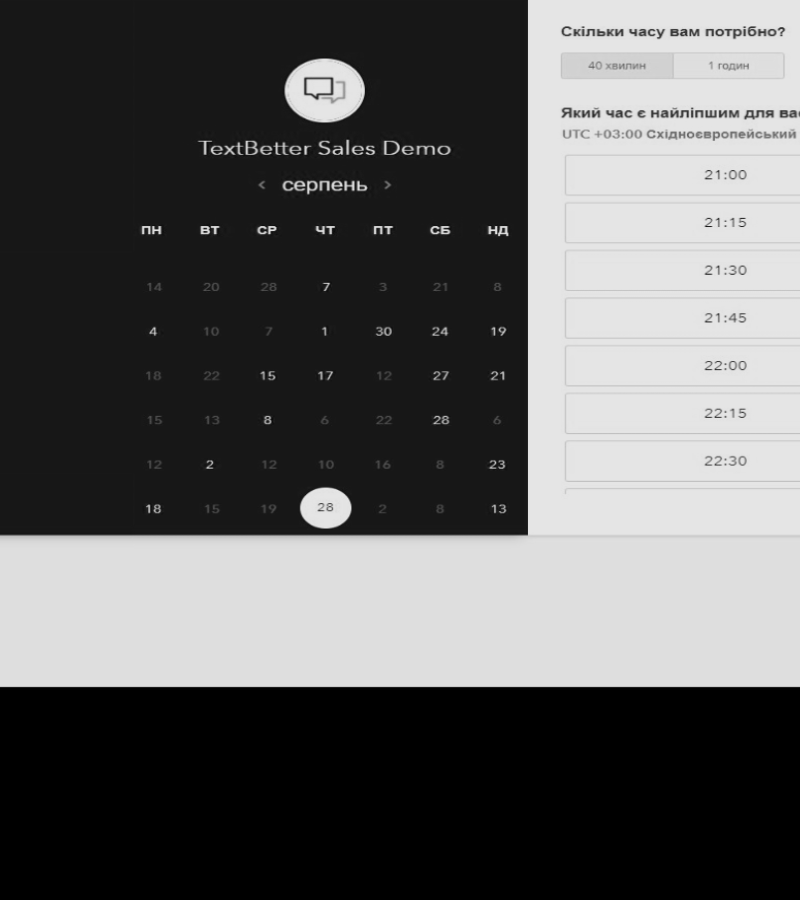 TextBetter Sales Demo
< серпень >
ПН ВТ СР ЧТ ПТ СБ НД
14 20 28 7 3 21 8
4 10 7 1 30 24 19
18 22 15 17 12 27 21
15 13 8 6 22 28 6
12 2 12 10 16 8 23
18 15 19 28 2 8 13
Скільки часу вам потрібно?
40 хвилин 1 годин
Який час є найліпшим для вас
UTC +03:00 Східноєвропейський
21:00
21:15
21:30
21:45
22:00
22:15
22:30